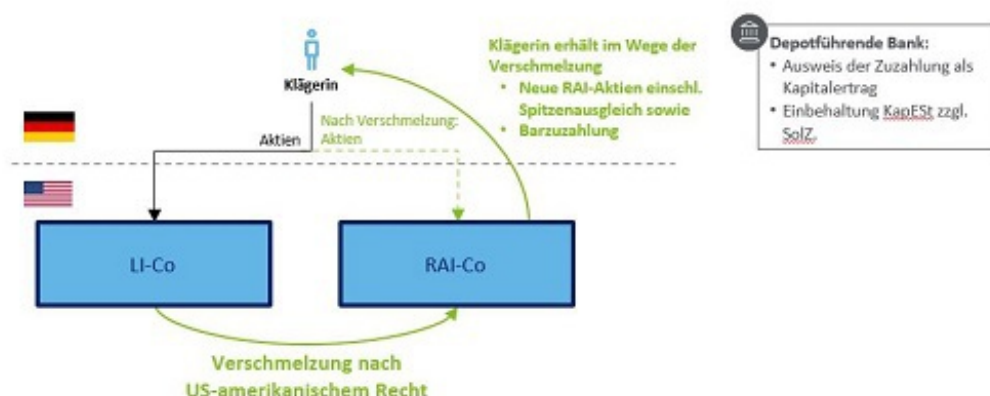 Klägerin
Aktien
Nach Verschmelzung:
Aktien
Klägerin erhält im Wege der
Verschmelzung
• Neue RAI-Aktien einschl.
Spitzenausgleich sowie
• Barzuzahlung
Depotführende Bank:
• Ausweis der Zuzahlung als
Kapitalertrag
• Einbehaltung KapESt zzgl.
SolZ.
LI-Co
RAI-Co
Verschmelzung nach
US-amerikanischem Recht